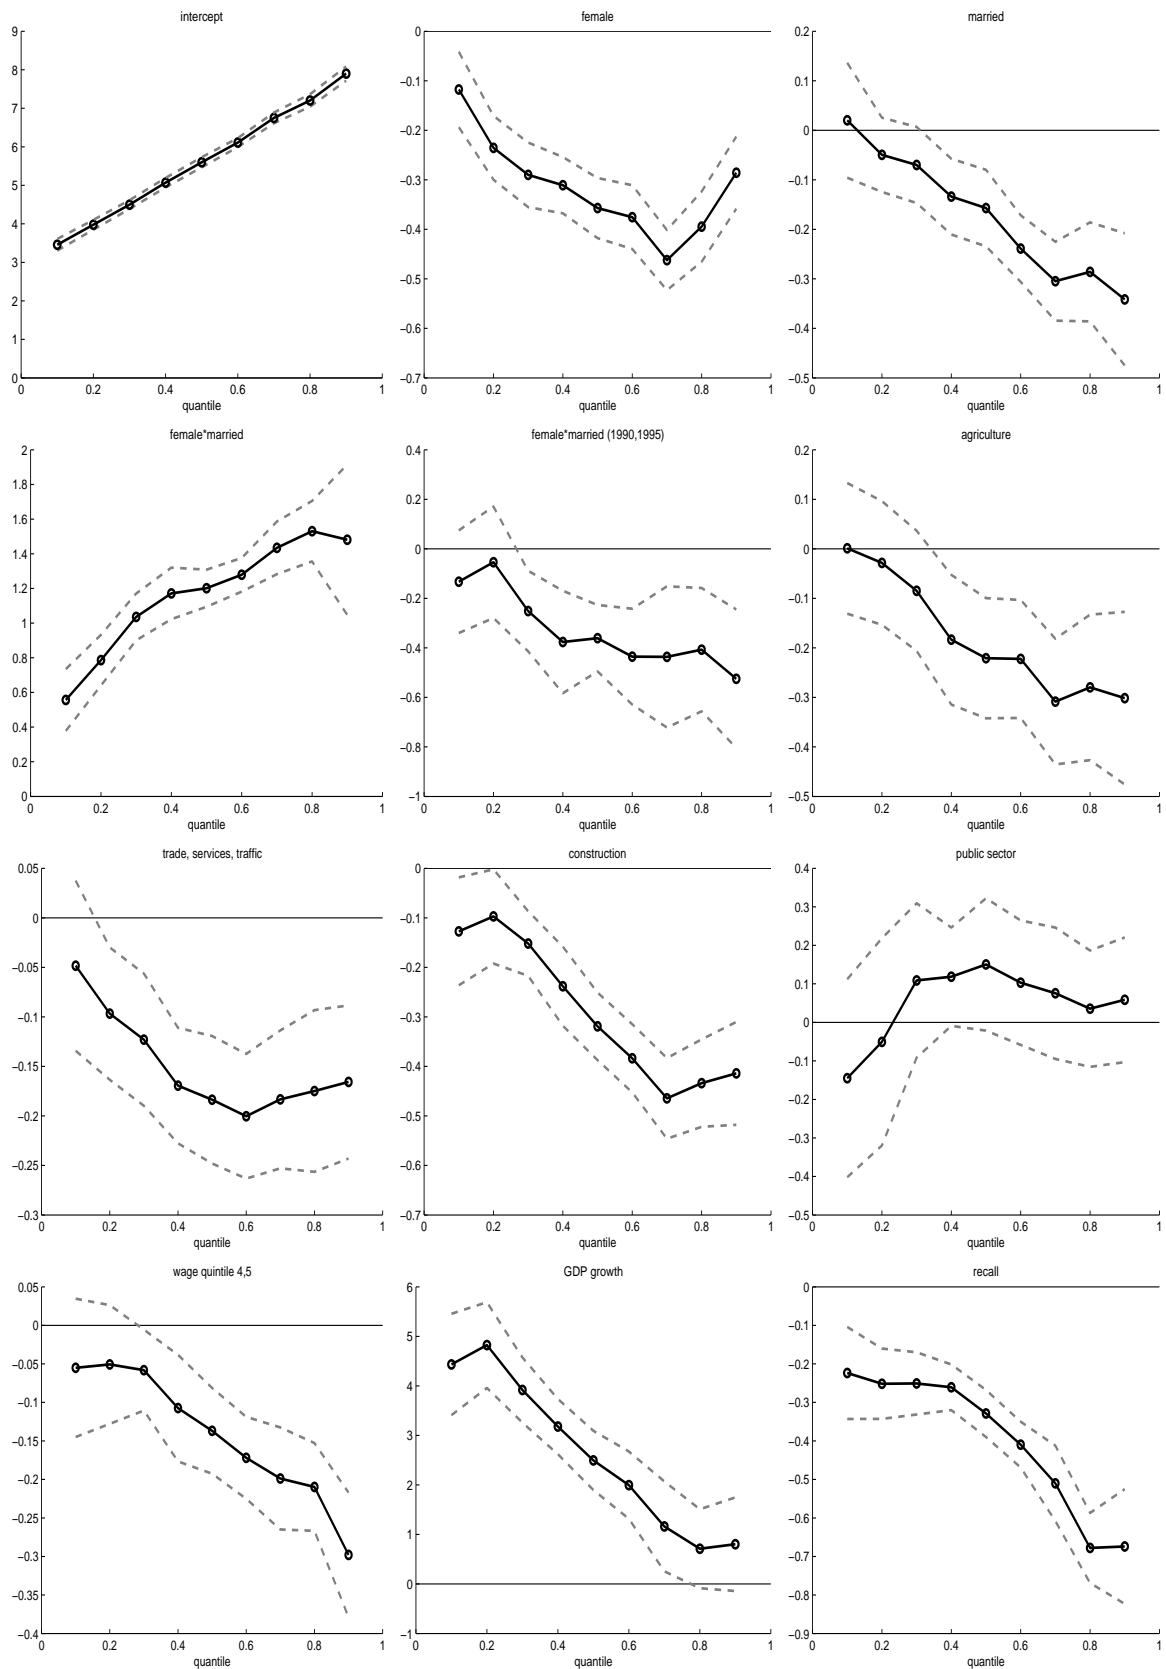 intercept
9
8
7
6
5
4
3
2
1
0
0 0.2 0.4 0.6 0.8 1
quantile
female
0
−0.1
−0.2
−0.3
−0.4
−0.5
−0.6
−0.7
0 0.2 0.4 0.6 0.8 1
quantile
married
0.2
0.1
0
−0.1
−0.2
−0.3
−0.4
−0.5
0 0.2 0.4 0.6 0.8 1
quantile
female*married
2
1.8
1.6
1.4
1.2
1
0.8
0.6
0.4
0.2
0
0 0.2 0.4 0.6 0.8 1
quantile
female*married (1990,1995)
0.4
0.2
0
−0.2
−0.4
−0.6
−0.8
−1
0 0.2 0.4 0.6 0.8 1
quantile
agriculture
0.2
0.1
0
−0.1
−0.2
−0.3
−0.4
−0.5
0 0.2 0.4 0.6 0.8 1
quantile
trade, services, traffic
0.05
0
−0.05
−0.1
−0.15
−0.2
−0.25
−0.3
0 0.2 0.4 0.6 0.8 1
quantile
construction
0
−0.1
−0.2
−0.3
−0.4
−0.5
−0.6
−0.7
0 0.2 0.4 0.6 0.8 1
quantile
public sector
0.4
0.3
0.2
0.1
0
−0.1
−0.2
−0.3
−0.4
−0.5
0 0.2 0.4 0.6 0.8 1
quantile
wage quintile 4,5
0.05
0
−0.05
−0.1
−0.15
−0.2
−0.25
−0.3
−0.35
−0.4
0 0.2 0.4 0.6 0.8 1
quantile
GDP growth
6
5
4
3
2
1
0
−1
0 0.2 0.4 0.6 0.8 1
quantile
recall
0
−0.1
−0.2
−0.3
−0.4
−0.5
−0.6
−0.7
−0.8
−0.9
0 0.2 0.4 0.6 0.8 1
quantile